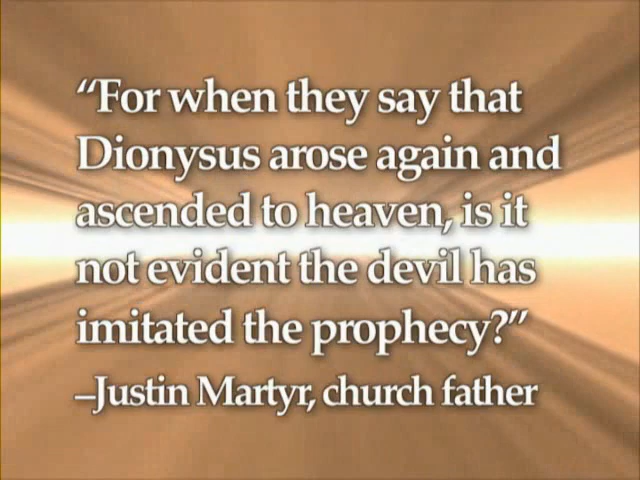 “For when they say that
Dionysus arose again and
ascended to heaven, is it
not evident the devil has
imitated the prophecy?”
–Justin Martyr, church father